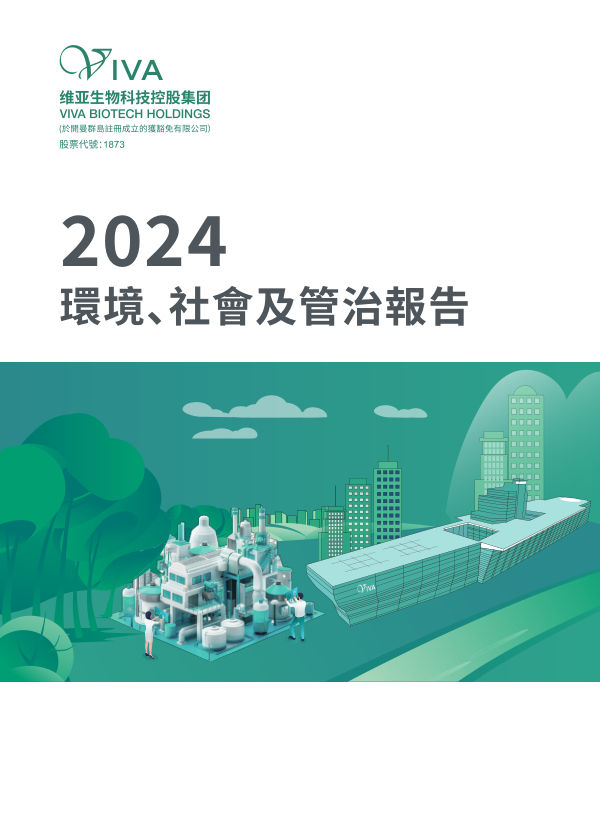 VIVA
维亚生物科技控股集团
VIVA BIOTECH HOLDINGS
(於開曼群島註冊成立的獲豁免有限公司)
股票代號：1873
2024
環境、社會及管治報告
VIVA